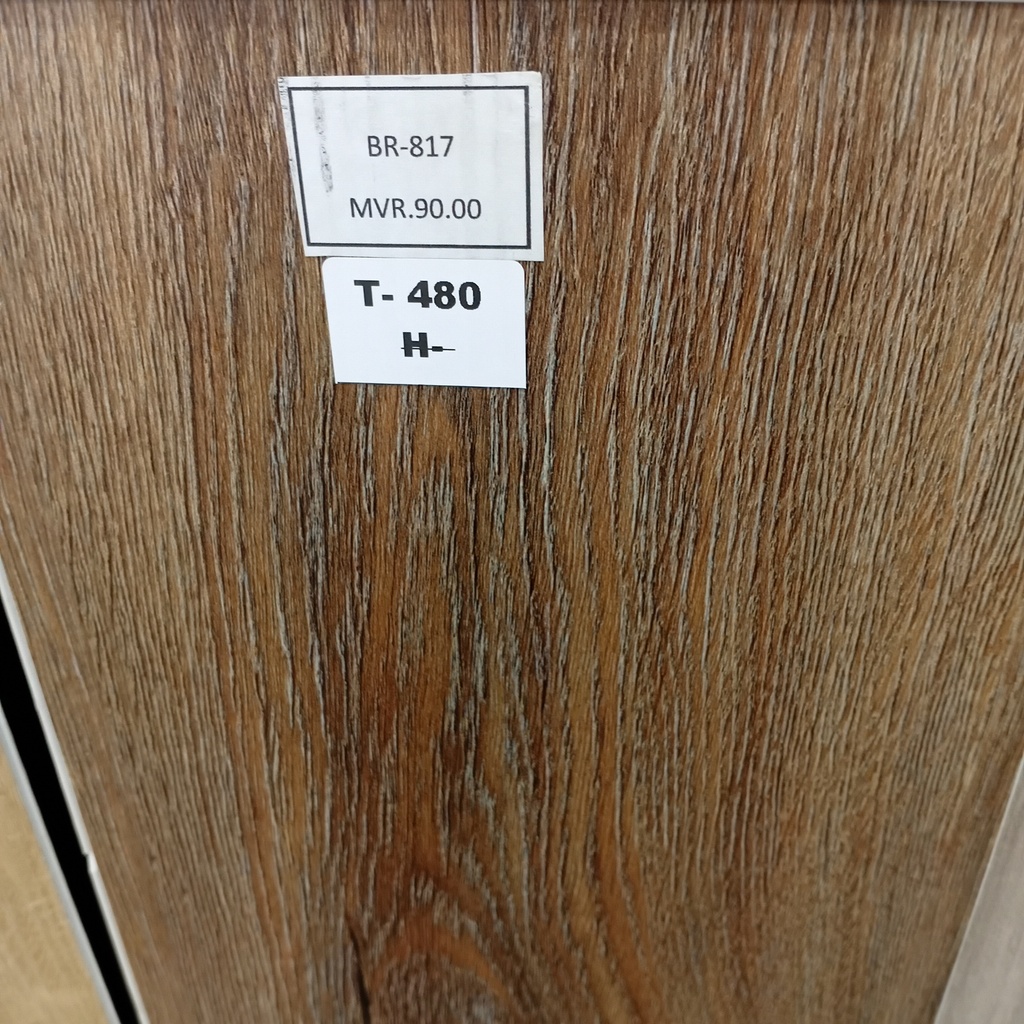 BR-817
MVR.90.00
T- 480
H-